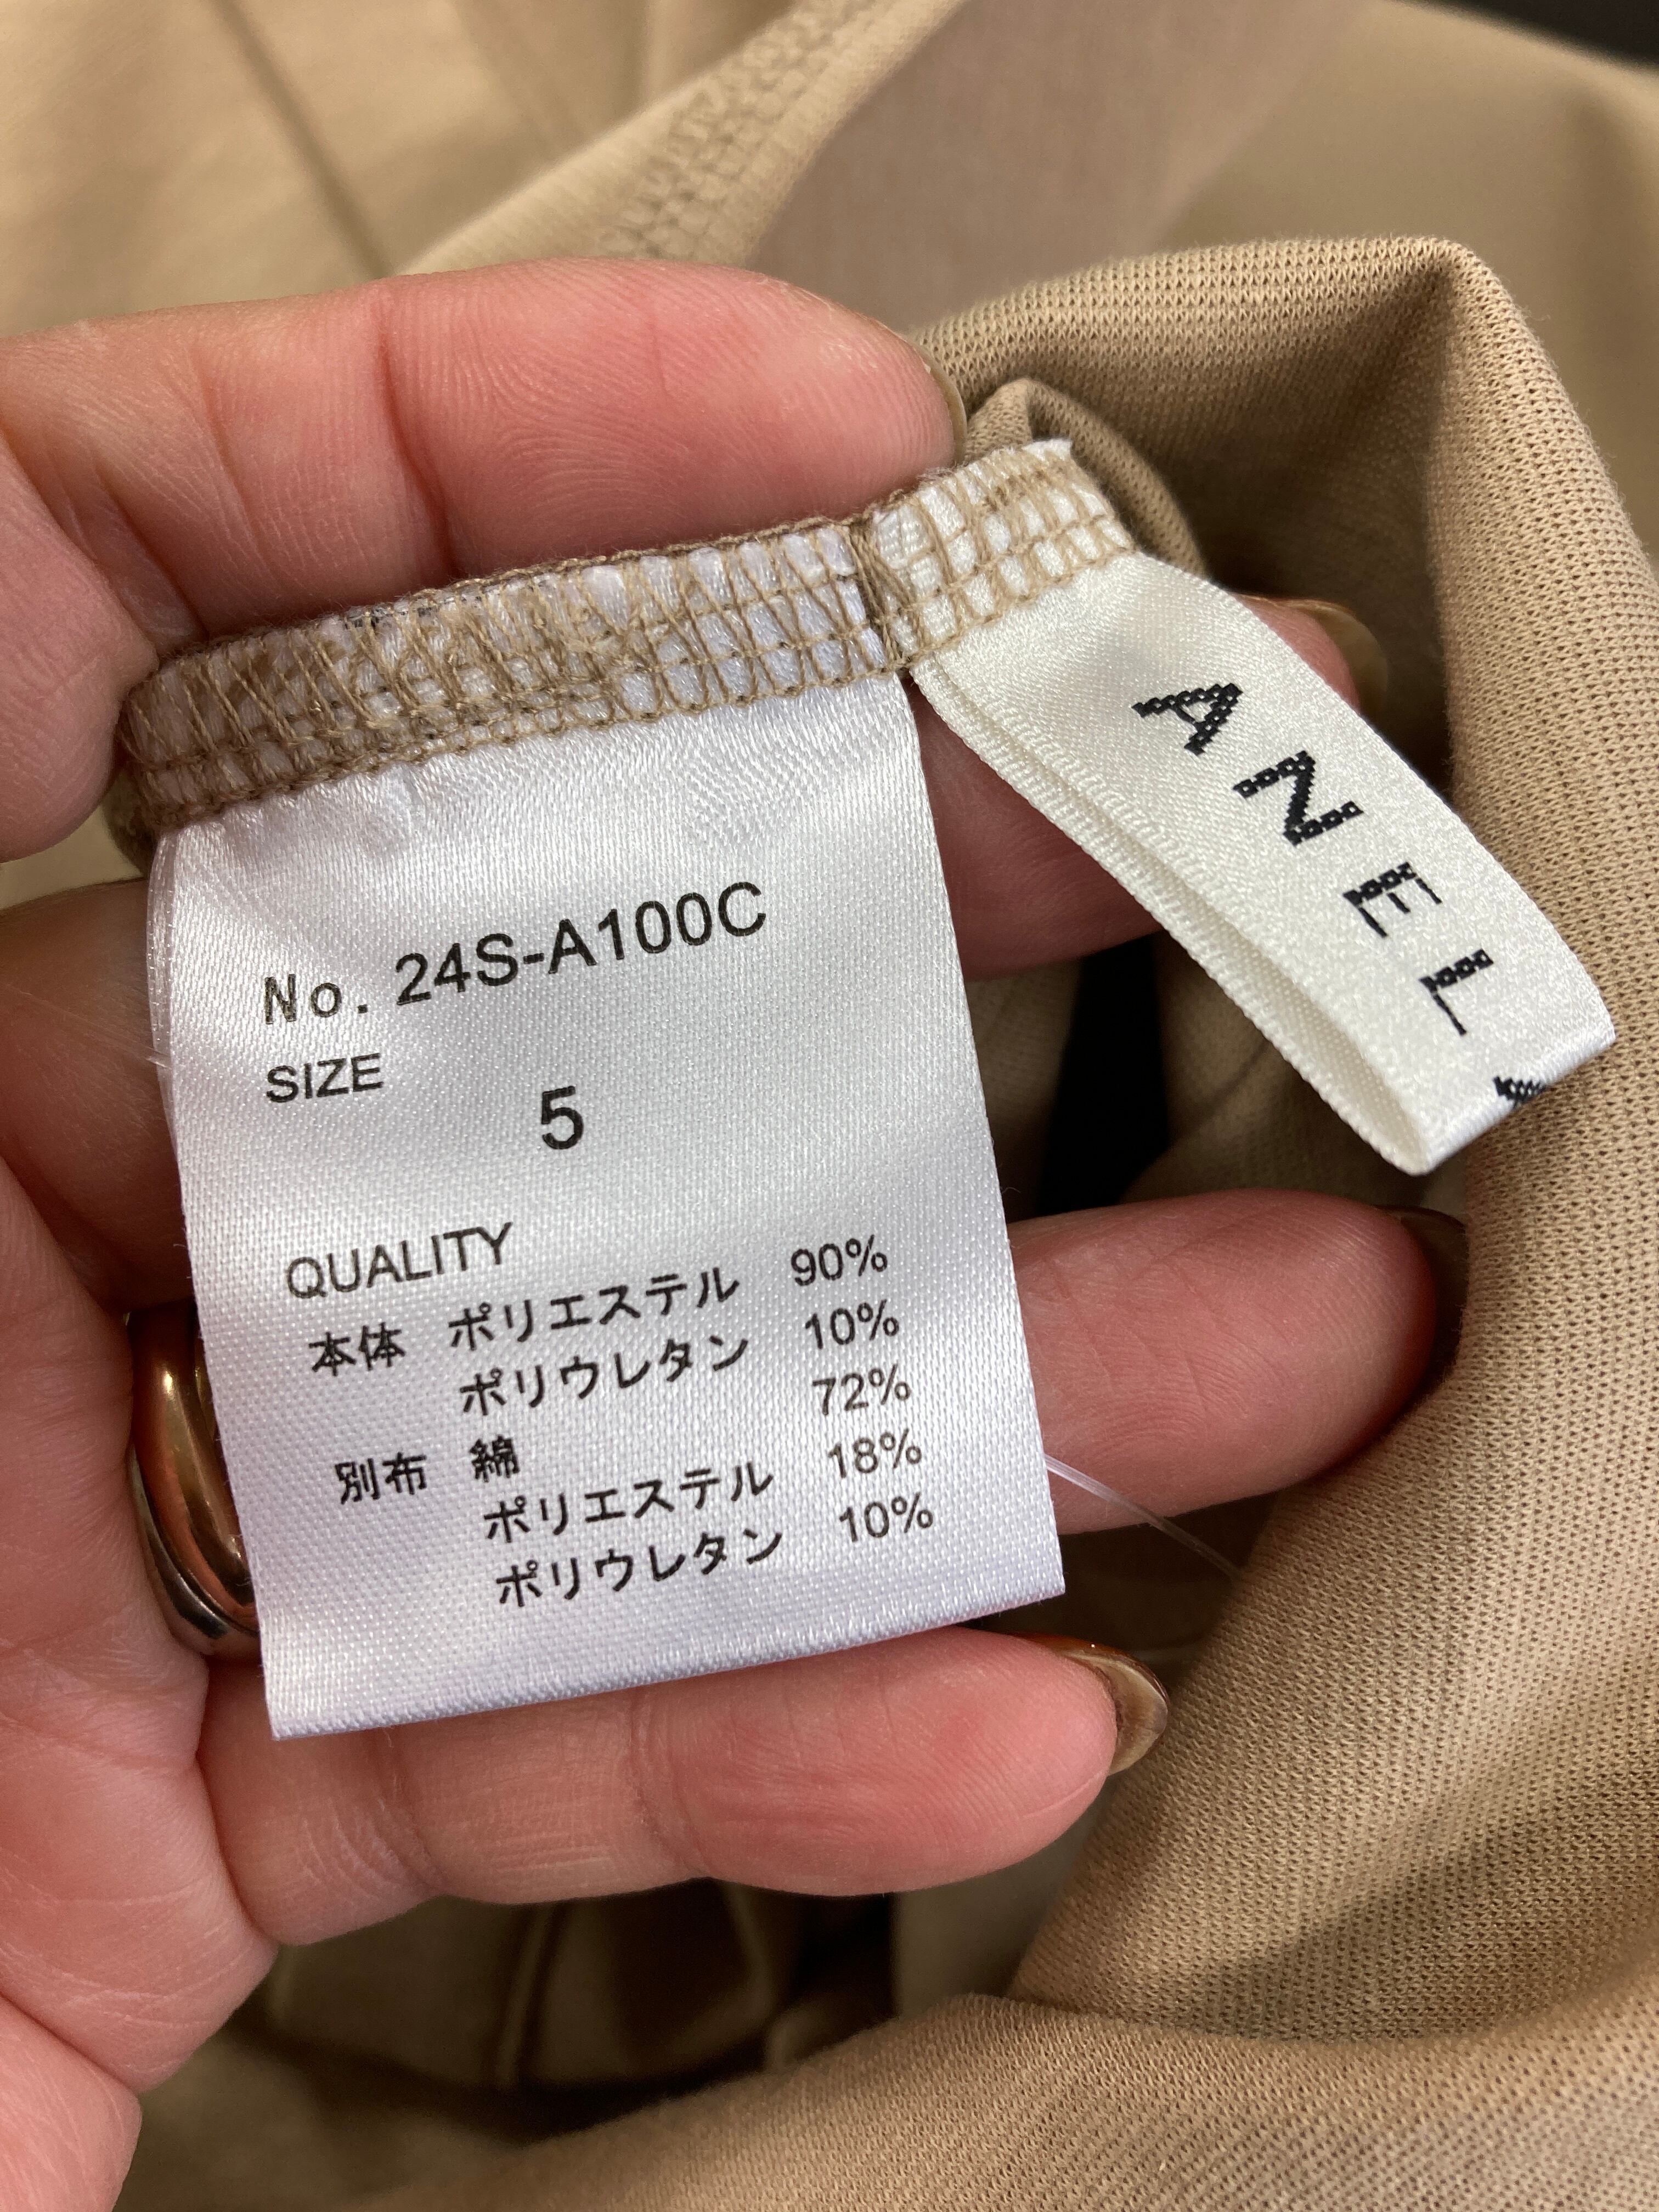 No. 24S-A100C
SIZE
5
QUALITY
本体 ポリエステル 90%
ポリウレタン 10%
別布 綿 72%
ポリエステル 18%
ポリウレタン 10%
ANEL